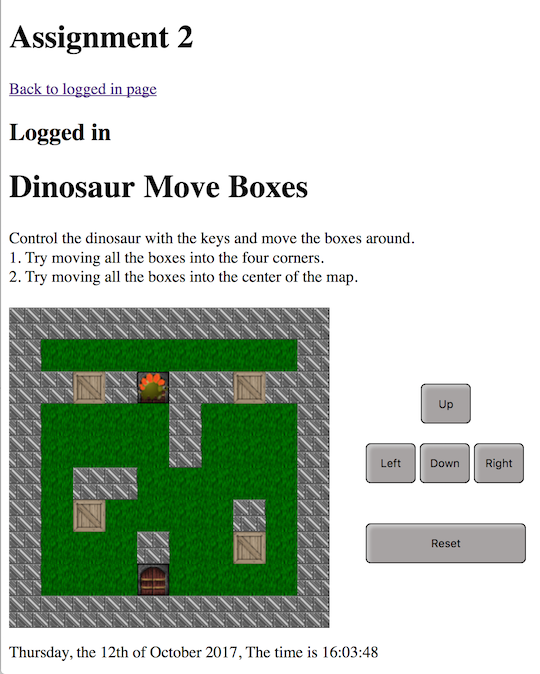 Assignment 2
Back to logged in page
Logged in
Dinosaur Move Boxes
Control the dinosaur with the keys and move the boxes around.
1. Try moving all the boxes into the four corners.
2. Try moving all the boxes into the center of the map.
Up
Left Down Right
Reset
Thursday, the 12th of October 2017, The time is 16:03:48